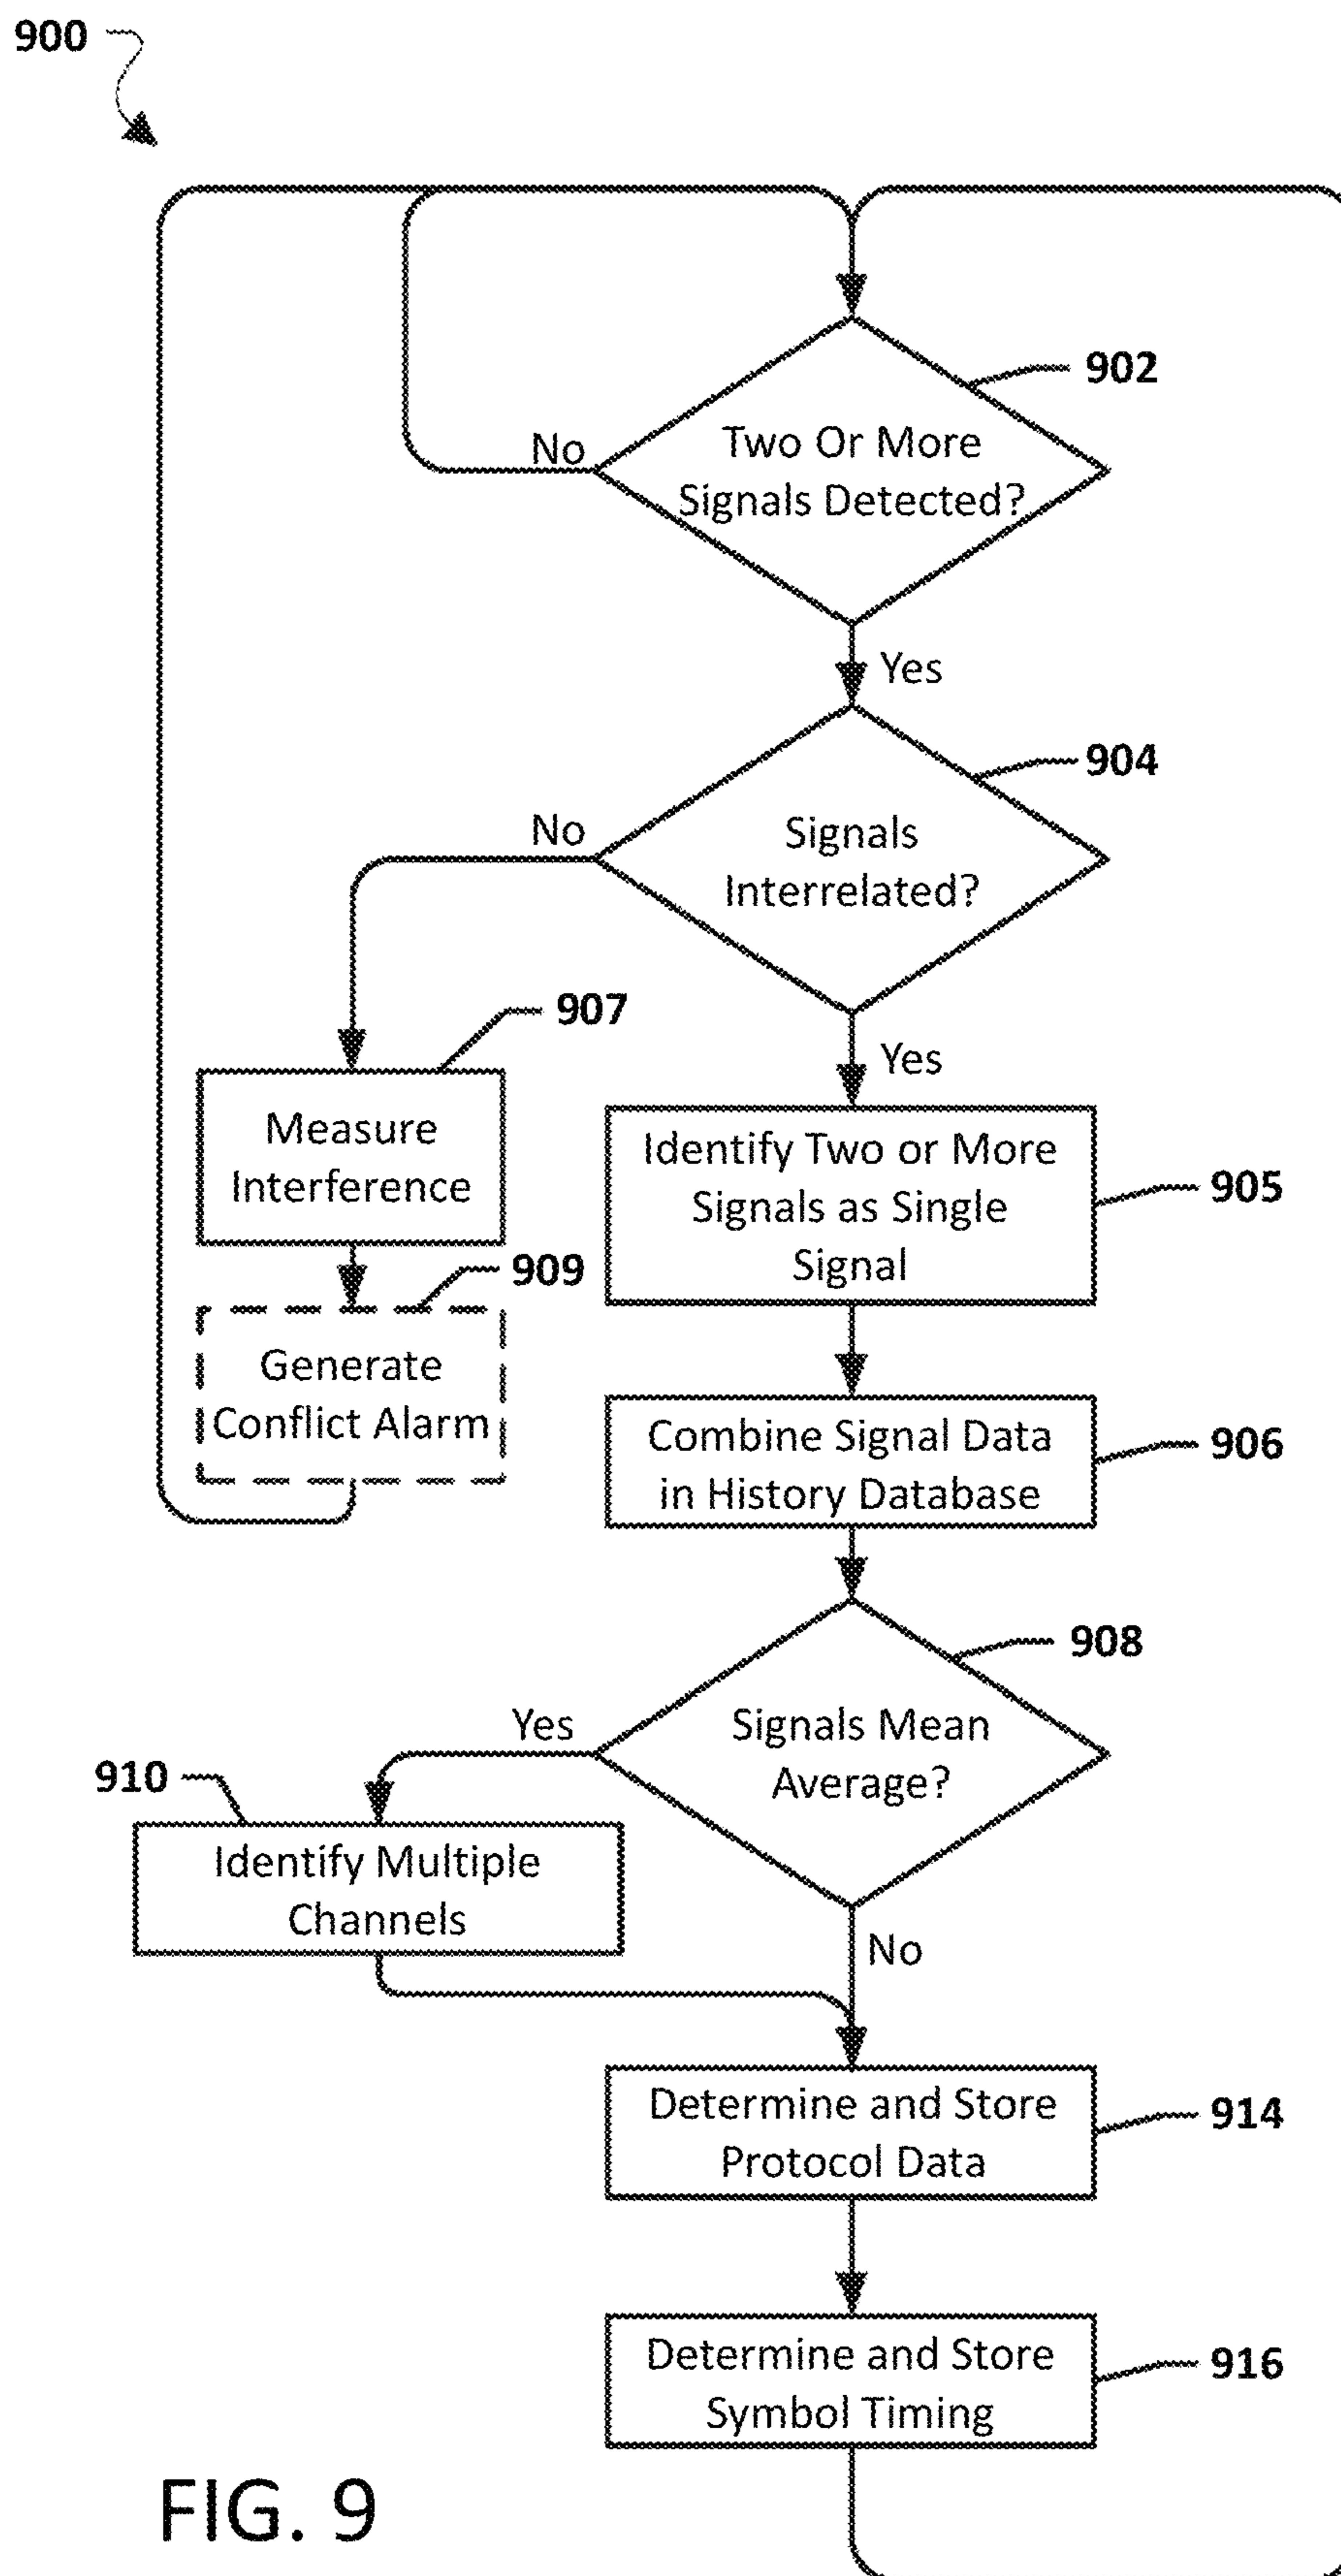 900
902
No
Two Or More
Signals Detected?
Yes
904
No
Signals
Interrelated?
907
Yes
Measure
Interference
Identify Two or More
Signals as Single
Signal
905
909
Generate
Conflict Alarm
Combine Signal Data
in History Database
906
908
Yes
Signals Mean
Average?
910
Identify Multiple
Channels
No
Determine and Store
Protocol Data
914
Determine and Store
Symbol Timing
916
FIG. 9